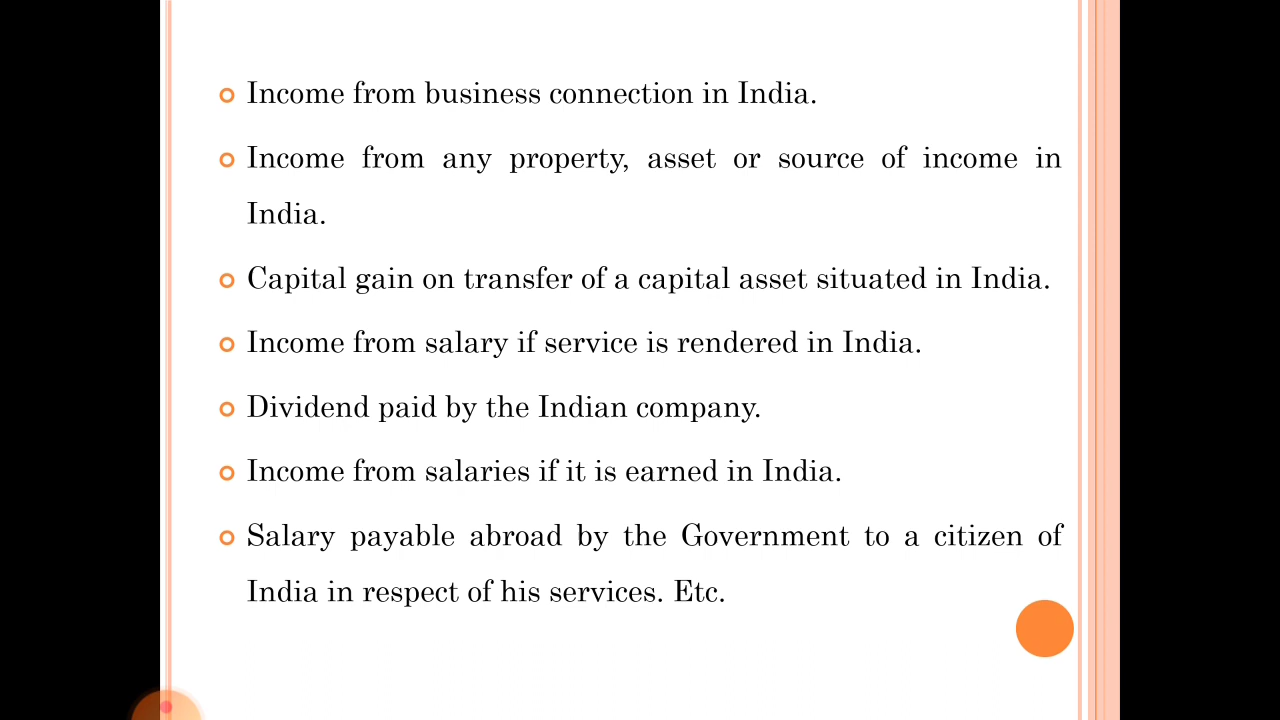 Income from business connection in India.
Income from any property, asset or source of income in
India.
Capital gain on transfer of a capital asset situated in India.
Income from salary if service is rendered in India.
Dividend paid by the Indian company.
Income from salaries if it is earned in India.
Salary payable abroad by the Government to a citizen of
India in respect of his services. Etc.